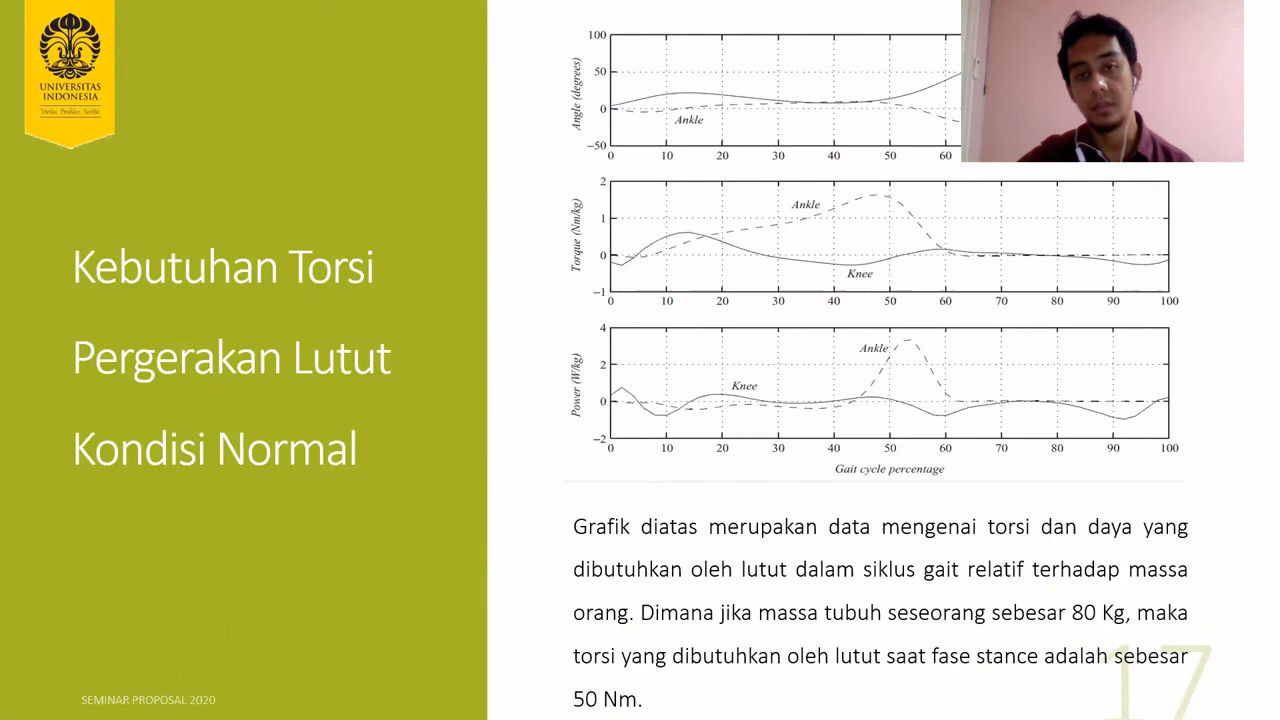 UNIVERSITAS
INDONESIA
Veritas, Probitas, Iustitia
Kebutuhan Torsi
Pergerakan Lutut
Kondisi Normal
SEMINAR PROPOSAL 2020
100
50
0
−50
Angle (degrees)
Ankle
0 10 20 30 40 50 60
2
1
0
−1
Torque (Nm/kg)
Ankle
Knee
0 10 20 30 40 50 60 70 80 90 100
4
2
0
−2
Power (W/kg)
Ankle
Knee
0 10 20 30 40 50 60 70 80 90 100
Gait cycle percentage
Grafik diatas merupakan data mengenai torsi dan daya yang
dibutuhkan oleh lutut dalam siklus gait relatif terhadap massa
orang. Dimana jika massa tubuh seseorang sebesar 80 Kg, maka
torsi yang dibutuhkan oleh lutut saat fase stance adalah sebesar
50 Nm.
17